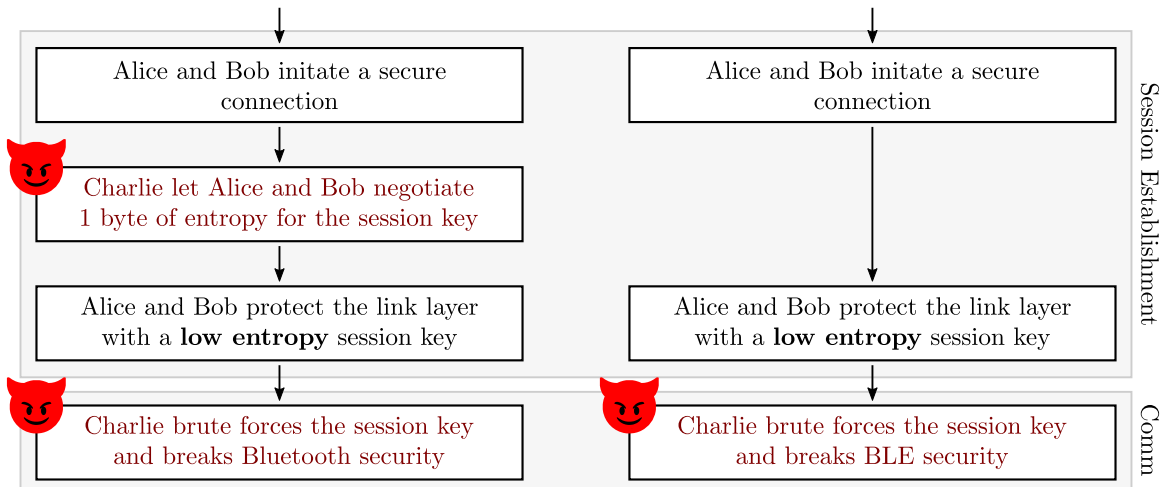 Alice and Bob initate a secure
connection
Charlie let Alice and Bob negotiate
1 byte of entropy for the session key
Alice and Bob protect the link layer
with a low entropy session key
Charlie brute forces the session key
and breaks Bluetooth security
Alice and Bob initate a secure
connection
Alice and Bob protect the link layer
with a low entropy session key
Charlie brute forces the session key
and breaks BLE security
Session Establishment
Comm